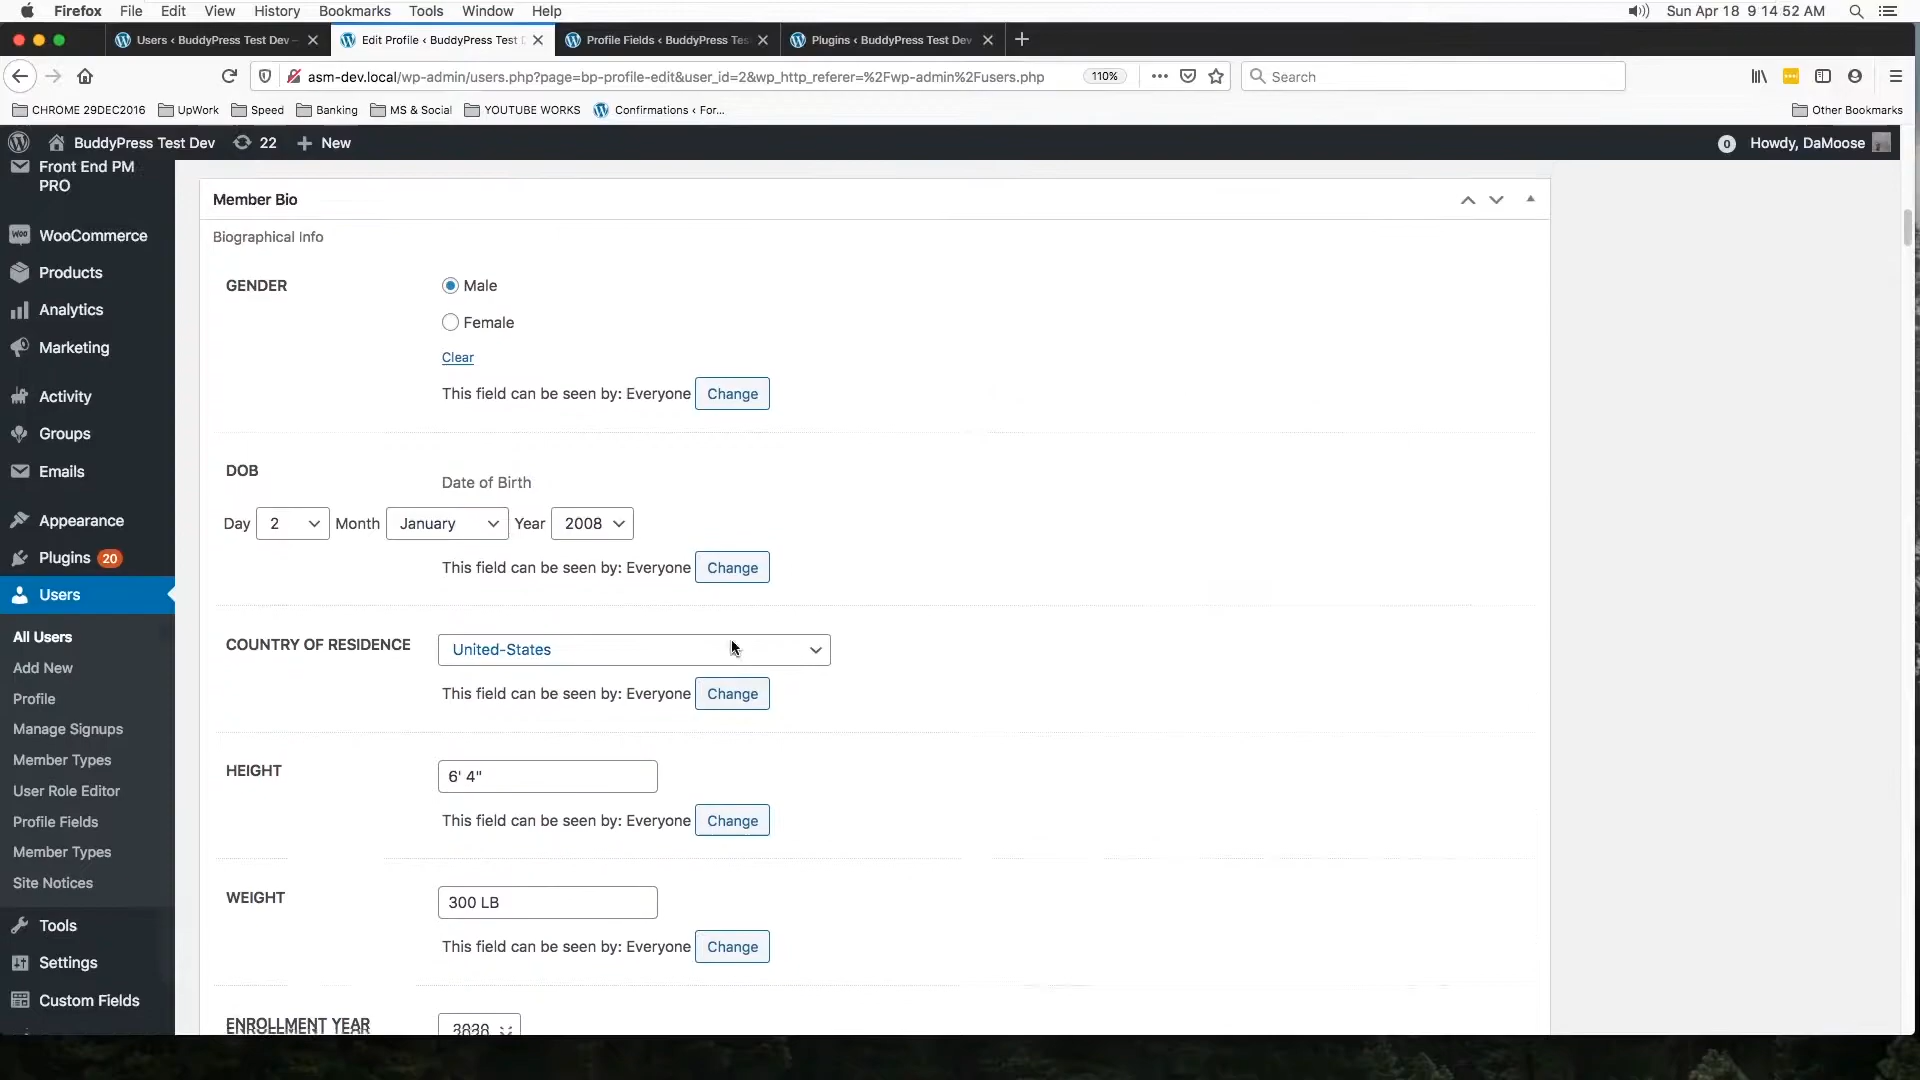 Firefox File Edit View History Bookmarks Tools Window Help Sun Apr 18 9 14 52 AM
Users ‹ BuddyPress Test Dev – Edit Profile ‹ BuddyPress Test Profile Fields ‹ BuddyPress Tes Plugins ‹ BuddyPress Test Dev
asm-dev.local/wp-admin/users.php?page=bp-profile-edit&user_id=2&wp_http_referer=%2Fwp-admin%2Fusers.php 110% Search
CHROME 29DEC2016 UpWork Speed Banking MS & Social YOUTUBE WORKS Confirmations ‹ For... Other Bookmarks
BuddyPress Test Dev 22 New 0 Howdy, DaMoose
Front End PM
PRO
WooCommerce
Products
Analytics
Marketing
Activity
Groups
Emails
Appearance
Plugins 20
Users
All Users
Add New
Profile
Manage Signups
Member Types
User Role Editor
Profile Fields
Member Types
Site Notices
Tools
Settings
Custom Fields
Member Bio
Biographical Info
GENDER Male
Female
Clear
This field can be seen by: Everyone Change
DOB Date of Birth
Day 2 Month January Year 2008
This field can be seen by: Everyone Change
COUNTRY OF RESIDENCE United-States
This field can be seen by: Everyone Change
HEIGHT 6' 4"
This field can be seen by: Everyone Change
WEIGHT 300 LB
This field can be seen by: Everyone Change
ENROLLMENT YEAR